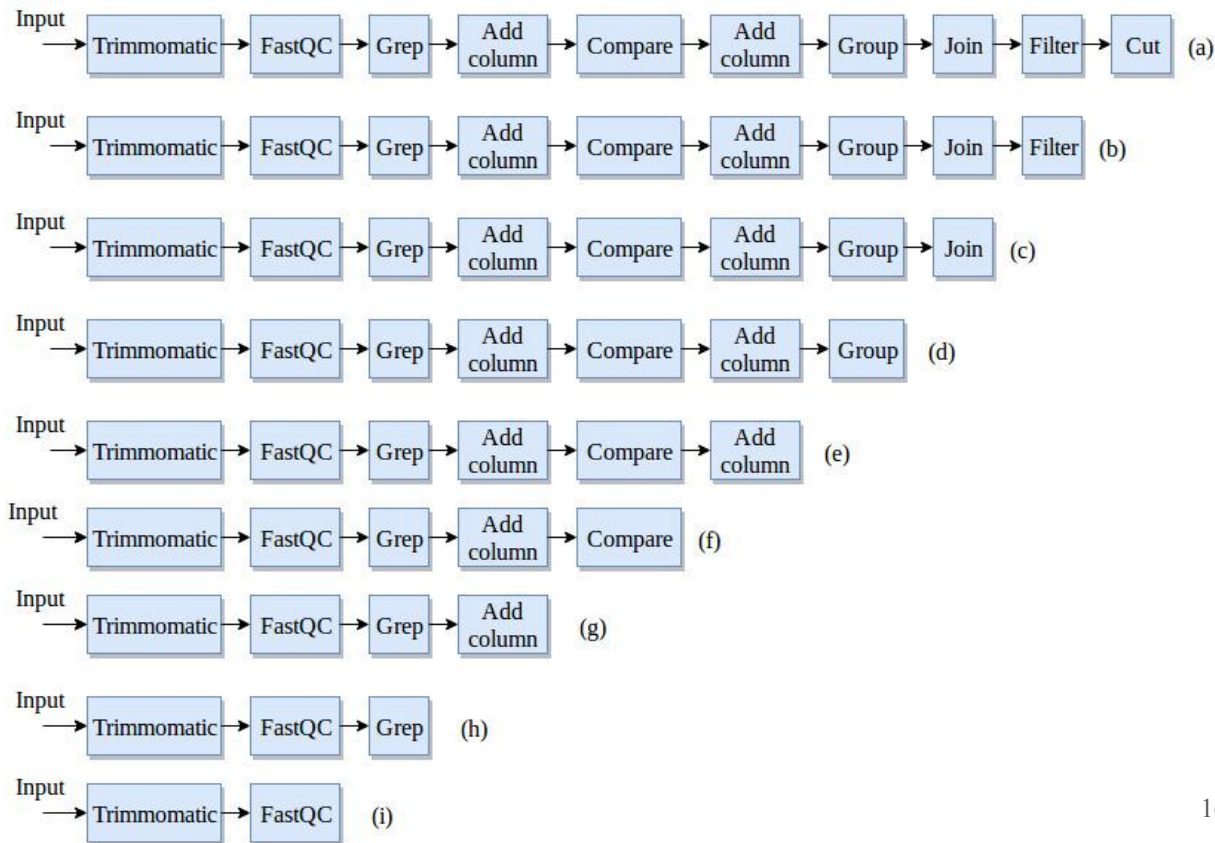 Input
Trimmomatic FastQC Grep Add column Compare Add column Group Join Filter Cut (a)
Input
Trimmomatic FastQC Grep Add column Compare Add column Group Join Filter (b)
Input
Trimmomatic FastQC Grep Add column Compare Add column Group Join (c)
Input
Trimmomatic FastQC Grep Add column Compare Add column Group (d)
Input
Trimmomatic FastQC Grep Add column Compare Add column (e)
Input
Trimmomatic FastQC Grep Add column Compare (f)
Input
Trimmomatic FastQC Grep Add column (g)
Input
Trimmomatic FastQC Grep (h)
Input
Trimmomatic FastQC (i)